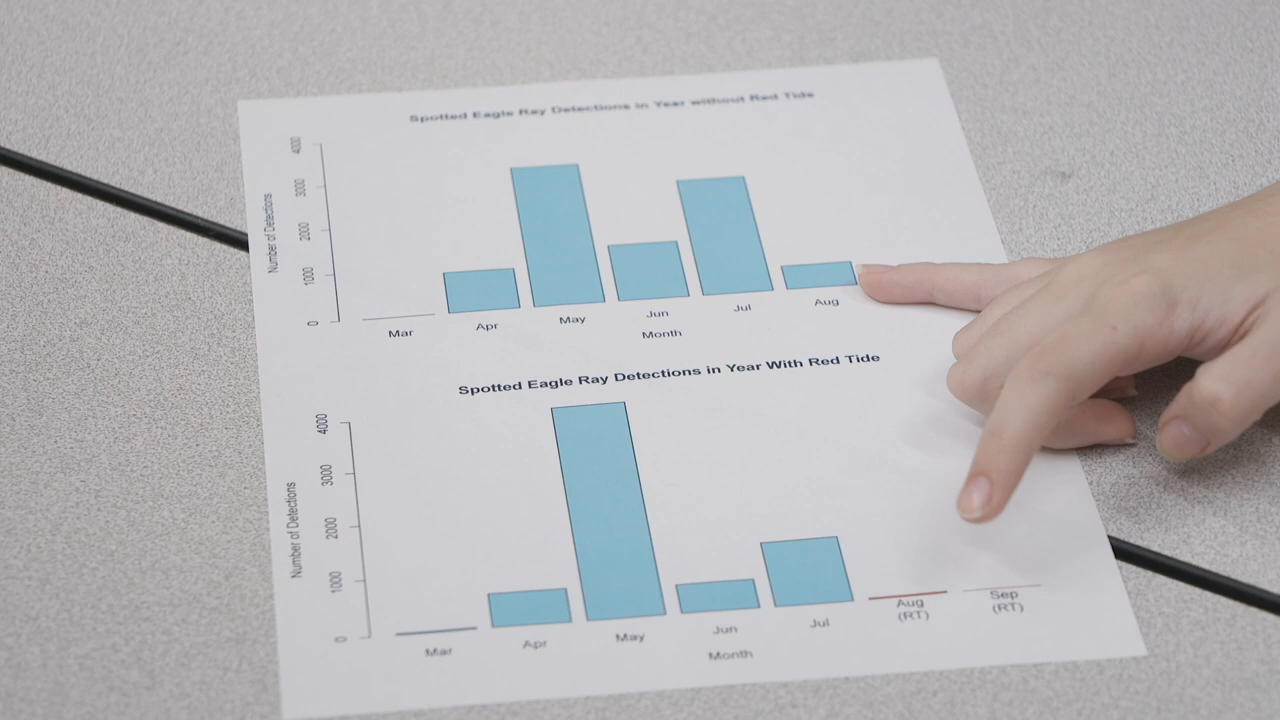 Spotted Eagle Ray Detections in Year without Red Tide
Number of Detections
4000
3000
2000
1000
0
Mar
Apr
May
Jun
Jul
Aug
Month
Spotted Eagle Ray Detections in Year With Red Tide
Number of Detections
4000
3000
2000
1000
0
Mar
Apr
May
Jun
Jul
Aug
(RT)
Sep
(RT)
Month